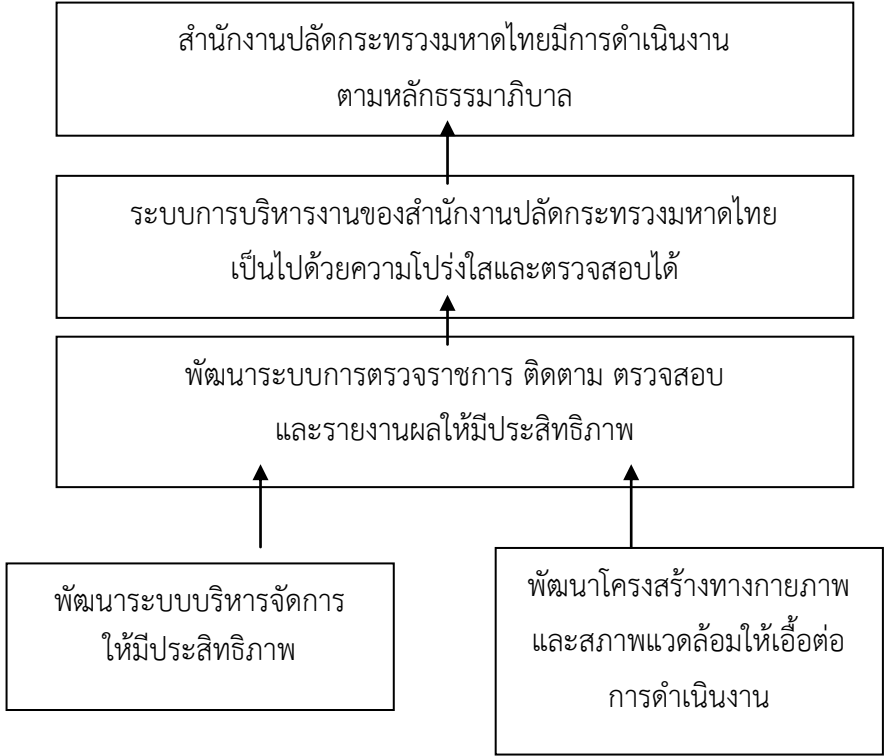 สำนักงานปลัดกระทรวงมหาดไทยมีการดำเนินงาน
ตามหลักธรรมาภิบาล
ระบบการบริหารงานของสำนักงานปลัดกระทรวงมหาดไทย
เป็นไปด้วยความโปร่งใสและตรวจสอบได้
พัฒนาระบบการตรวจราชการ ติดตาม ตรวจสอบ
และรายงานผลให้มีประสิทธิภาพ
พัฒนาระบบบริหารจัดการ
ให้มีประสิทธิภาพ
พัฒนาโครงสร้างทางกายภาพ
และสภาพแวดล้อมให้เอื้อต่อ
การดำเนินงาน